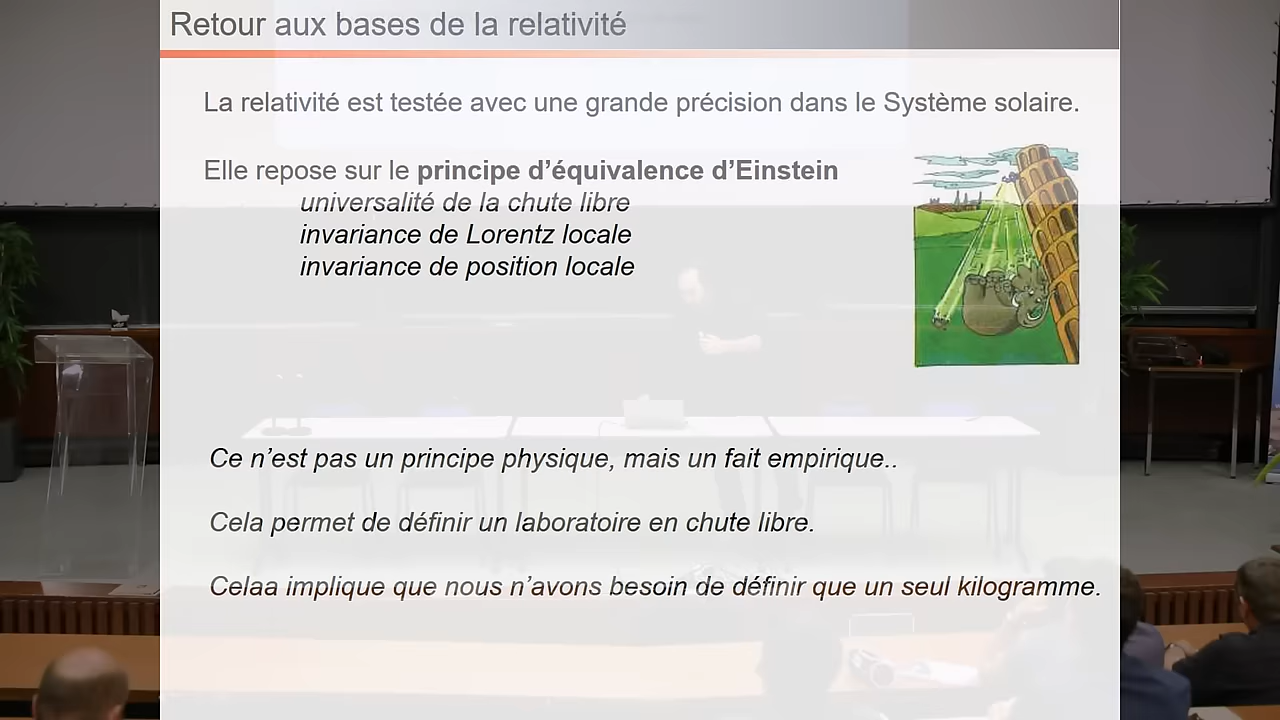 Retour aux bases de la relativité
La relativité est testée avec une grande précision dans le Système solaire.
Elle repose sur le principe d’équivalence d’Einstein
universalité de la chute libre
invariance de Lorentz locale
invariance de position locale
Ce n’est pas un principe physique, mais un fait empirique..
Cela permet de définir un laboratoire en chute libre.
Celaa implique que nous n’avons besoin de définir que un seul kilogramme.